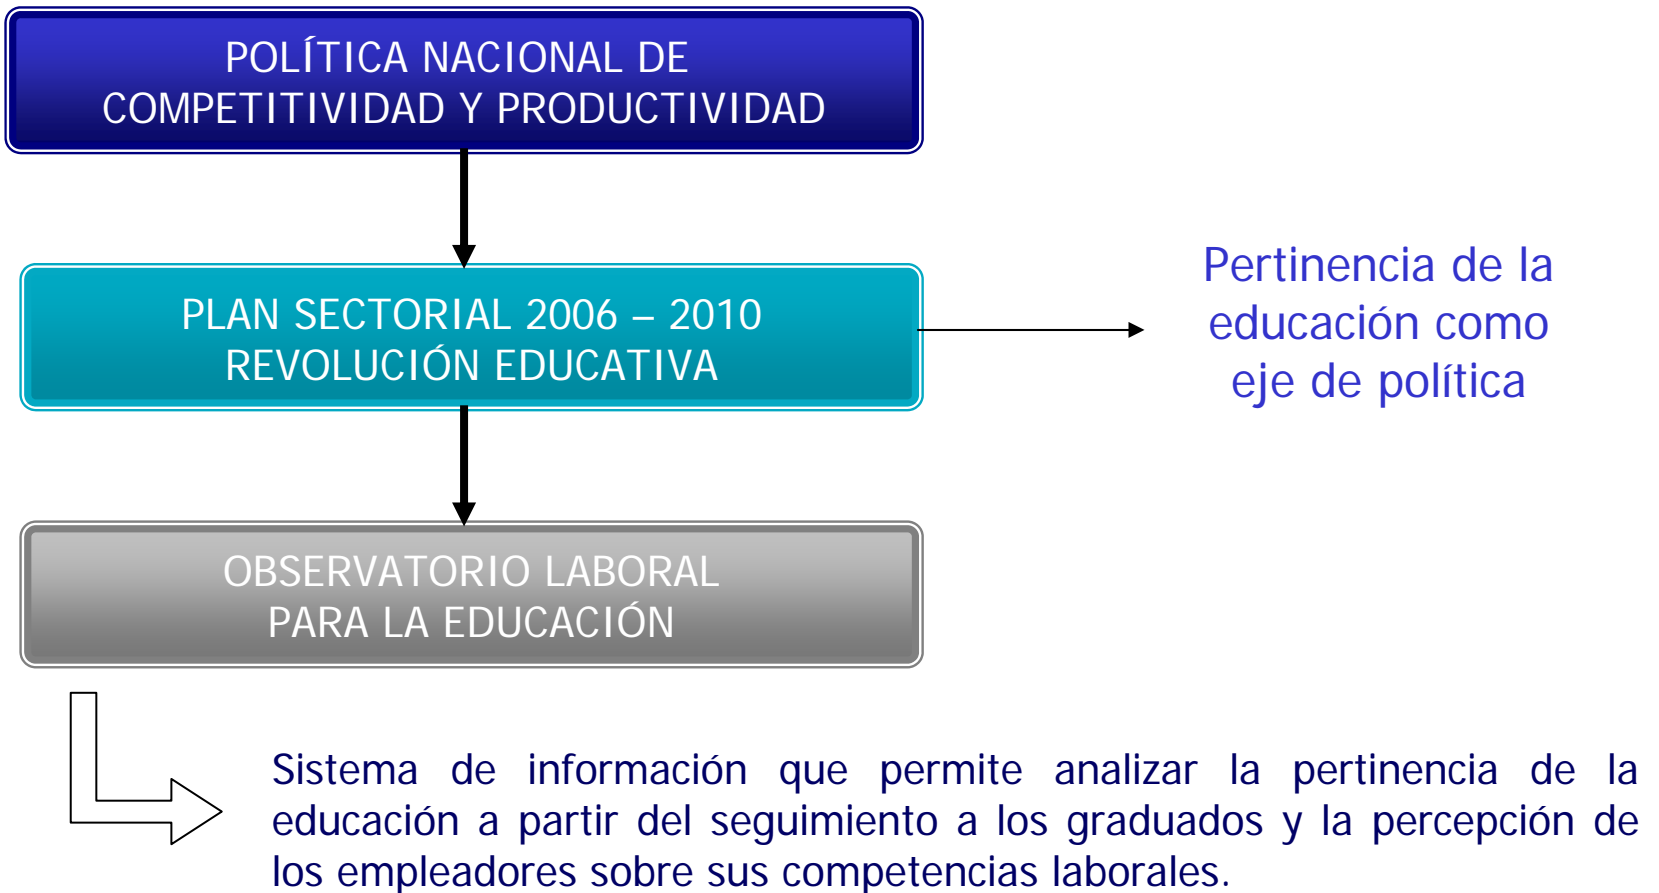 POLÍTICA NACIONAL DE
COMPETITIVIDAD Y PRODUCTIVIDAD
PLAN SECTORIAL 2006 – 2010
REVOLUCIÓN EDUCATIVA
Pertinencia de la
educación como
eje de política
OBSERVATORIO LABORAL
PARA LA EDUCACIÓN
Sistema de información que permite analizar la pertinencia de la
educación a partir del seguimiento a los graduados y la percepción de
los empleadores sobre sus competencias laborales.